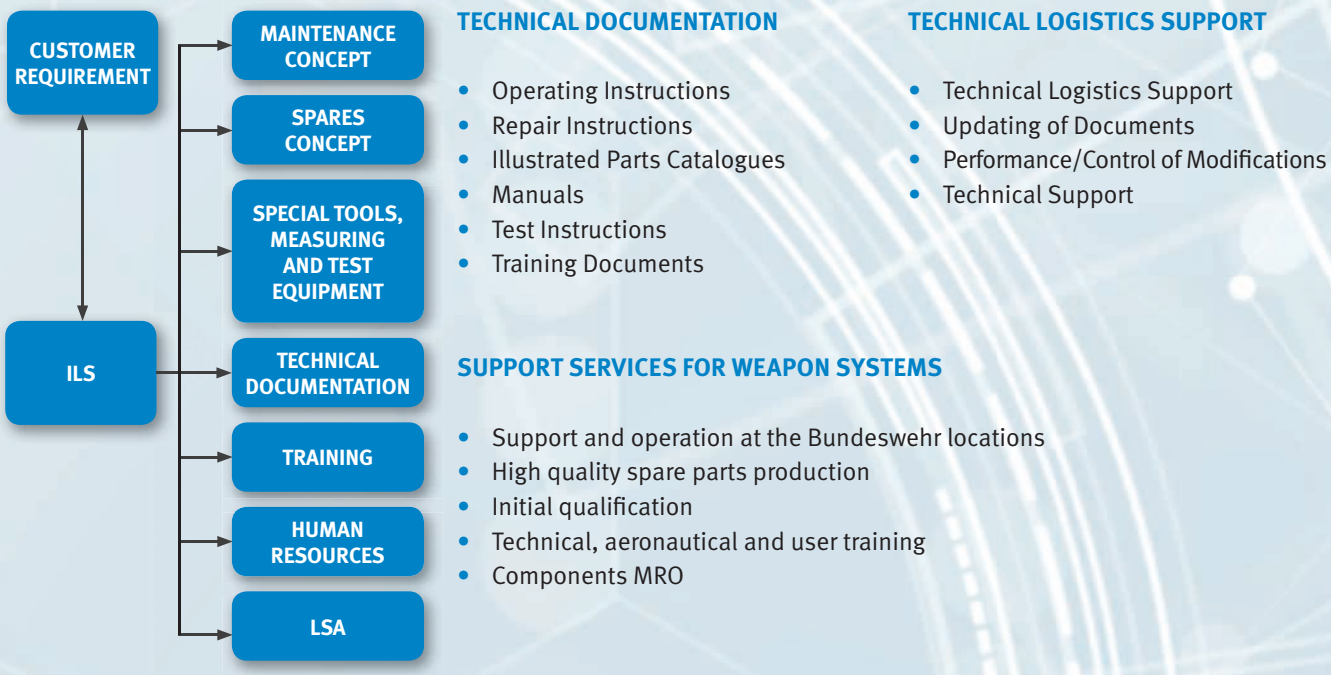 CUSTOMER
REQUIREMENT
ILS
MAINTENANCE
CONCEPT
SPARES
CONCEPT
SPECIAL TOOLS,
MEASURING
AND TEST
EQUIPMENT
TECHNICAL
DOCUMENTATION
TRAINING
HUMAN
RESOURCES
LSA
TECHNICAL DOCUMENTATION
• Operating Instructions
• Repair Instructions
• Illustrated Parts Catalogues
• Manuals
• Test Instructions
• Training Documents
TECHNICAL LOGISTICS SUPPORT
• Technical Logistics Support
• Updating of Documents
• Performance/Control of Modifications
• Technical Support
SUPPORT SERVICES FOR WEAPON SYSTEMS
• Support and operation at the Bundeswehr locations
• High quality spare parts production
• Initial qualification
• Technical, aeronautical and user training
• Components MRO